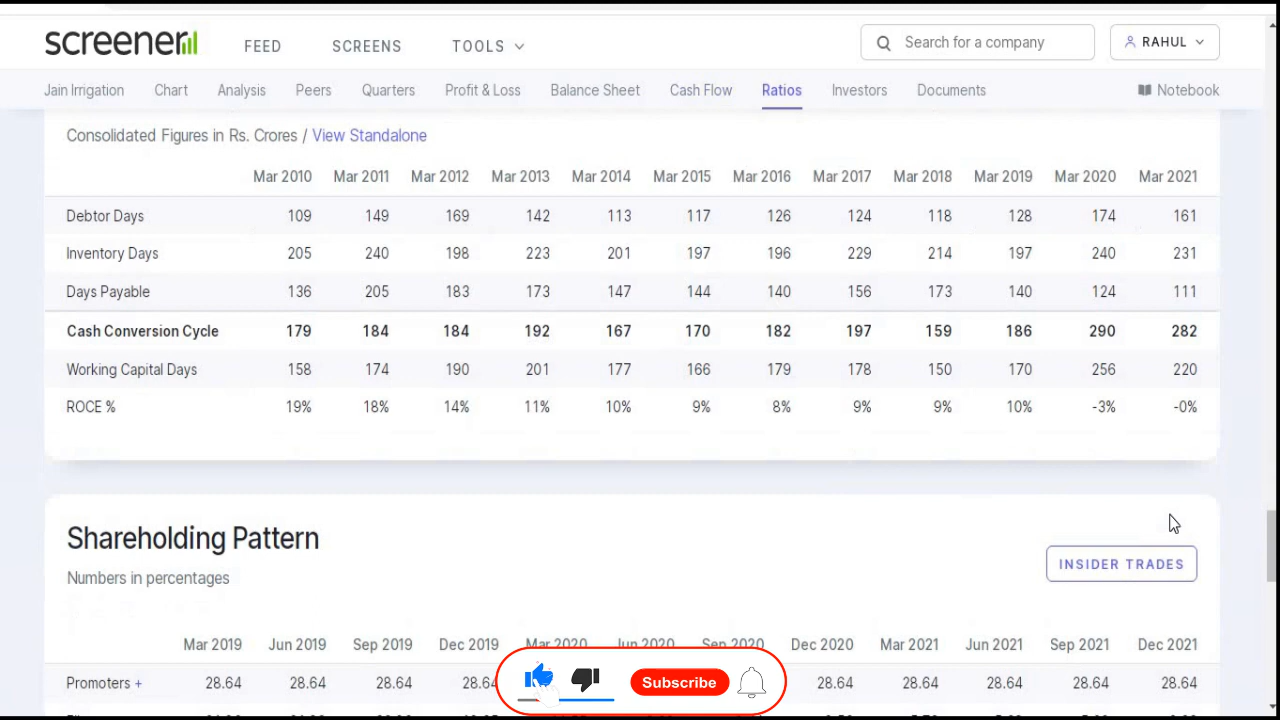 screener FEED SCREENS TOOLS Search for a company RAHUL
Jain Irrigation Chart Analysis Peers Quarters Profit & Loss Balance Sheet Cash Flow Ratios Investors Documents Notebook
Consolidated Figures in Rs. Crores / View Standalone
Mar 2010 Mar 2011 Mar 2012 Mar 2013 Mar 2014 Mar 2015 Mar 2016 Mar 2017 Mar 2018 Mar 2019 Mar 2020 Mar 2021
Debtor Days 109 149 169 142 113 117 126 124 118 128 174 161
Inventory Days 205 240 198 223 201 197 196 229 214 197 240 231
Days Payable 136 205 183 173 147 144 140 156 173 140 124 111
Cash Conversion Cycle 179 184 184 192 167 170 182 197 159 186 290 282
Working Capital Days 158 174 190 201 177 166 179 178 150 170 256 220
ROCE % 19% 18% 14% 11% 10% 9% 8% 9% 9% 10% -3% -0%
Shareholding Pattern
INSIDER TRADES
Numbers in percentages
Mar 2019 Jun 2019 Sep 2019 Dec 2019 Mar 2020 Jun 2020 Sep 2020 Dec 2020 Mar 2021 Jun 2021 Sep 2021 Dec 2021
Promoters + 28.64 28.64 28.64 28.64 28.64 28.64 28.64 28.64 28.64
Subscribe